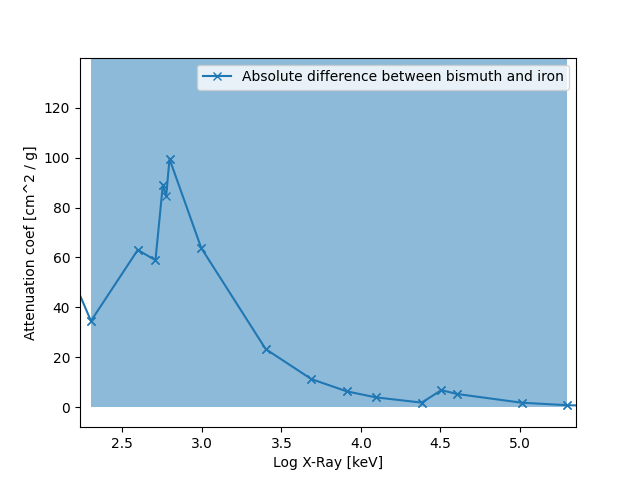 Absolute difference between bismuth and iron
Attenuation coef [cm^2 / g]
120
100
80
60
40
20
0
2.5 3.0 3.5 4.0 4.5 5.0
Log X-Ray [keV]